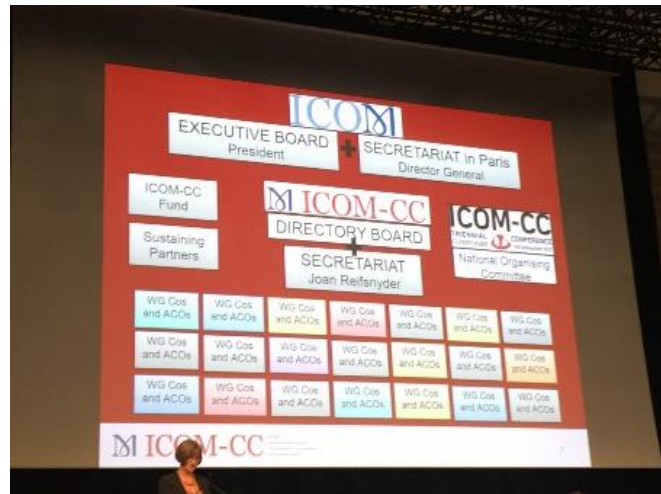 ICOM
EXECUTIVE BOARD
President
+
SECRETARIAT in Paris
Director General
ICOM-CC
Fund
Sustaining
Partners
M ICOM-CC
DIRECTORY BOARD
+
SECRETARIAT
Joan Reifsnyder
ICOM-CC
TRIENNIAL
CONFERENCE
National Organising
Committee
WG Cos
and ACOs
WG Cos
and ACOs
WG Cos
and ACOs
WG Cos
and ACOs
WG Cos
and ACOs
WG Cos
and ACOs
WG Cos
and ACOs
WG Cos
and ACOs
WG Cos
and ACOs
WG Cos
and ACOs
WG Cos
and ACOs
WG Cos
and ACOs
WG Cos
and ACOs
WG Cos
and ACOs
WG Cos
and ACOs
WG Cos
and ACOs
WG Cos
and ACOs
WG Cos
and ACOs
WG Cos
and ACOs
WG Cos
and ACOs
WG Cos
and ACOs
M ICOM-CC